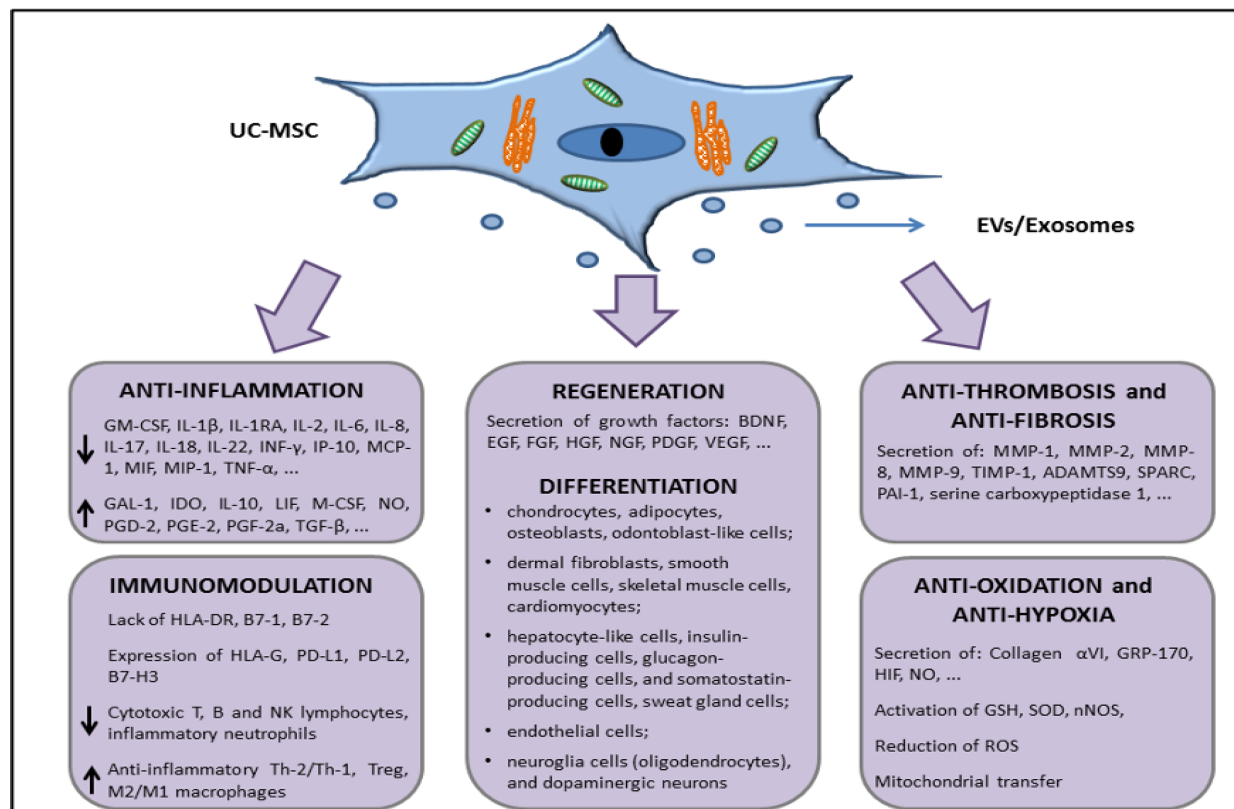 UC-MSC
EVs/Exosomes
ANTI-INFLAMMATION
GM-CSF, IL-1β, IL-1RA, IL-2, IL-6, IL-8,
IL-17, IL-18, IL-22, INF-γ, IP-10, MCP-
1, MIF, MIP-1, TNF-α, ...
GAL-1, IDO, IL-10, LIF, M-CSF, NO,
PGD-2, PGE-2, PGF-2a, TGF-β, ...
IMMUNOMODULATION
Lack of HLA-DR, B7-1, B7-2
Expression of HLA-G, PD-L1, PD-L2,
B7-H3
Cytotoxic T, B and NK lymphocytes,
inflammatory neutrophils
Anti-inflammatory Th-2/Th-1, Treg,
M2/M1 macrophages
REGENERATION
Secretion of growth factors: BDNF,
EGF, FGF, HGF, NGF, PDGF, VEGF, ...
DIFFERENTIATION
• chondrocytes, adipocytes,
osteoblasts, odontoblast-like cells;
• dermal fibroblasts, smooth
muscle cells, skeletal muscle cells,
cardiomyocytes;
• hepatocyte-like cells, insulin-
producing cells, glucagon-
producing cells, and somatostatin-
producing cells, sweat gland cells;
• endothelial cells;
• neuroglia cells (oligodendrocytes),
and dopaminergic neurons
ANTI-THROMBOSIS and
ANTI-FIBROSIS
Secretion of: MMP-1, MMP-2, MMP-
8, MMP-9, TIMP-1, ADAMTS9, SPARC,
PAI-1, serine carboxypeptidase 1, ...
ANTI-OXIDATION and
ANTI-HYPOXIA
Secretion of: Collagen αVI, GRP-170,
HIF, NO, ...
Activation of GSH, SOD, nNOS,
Reduction of ROS
Mitochondrial transfer